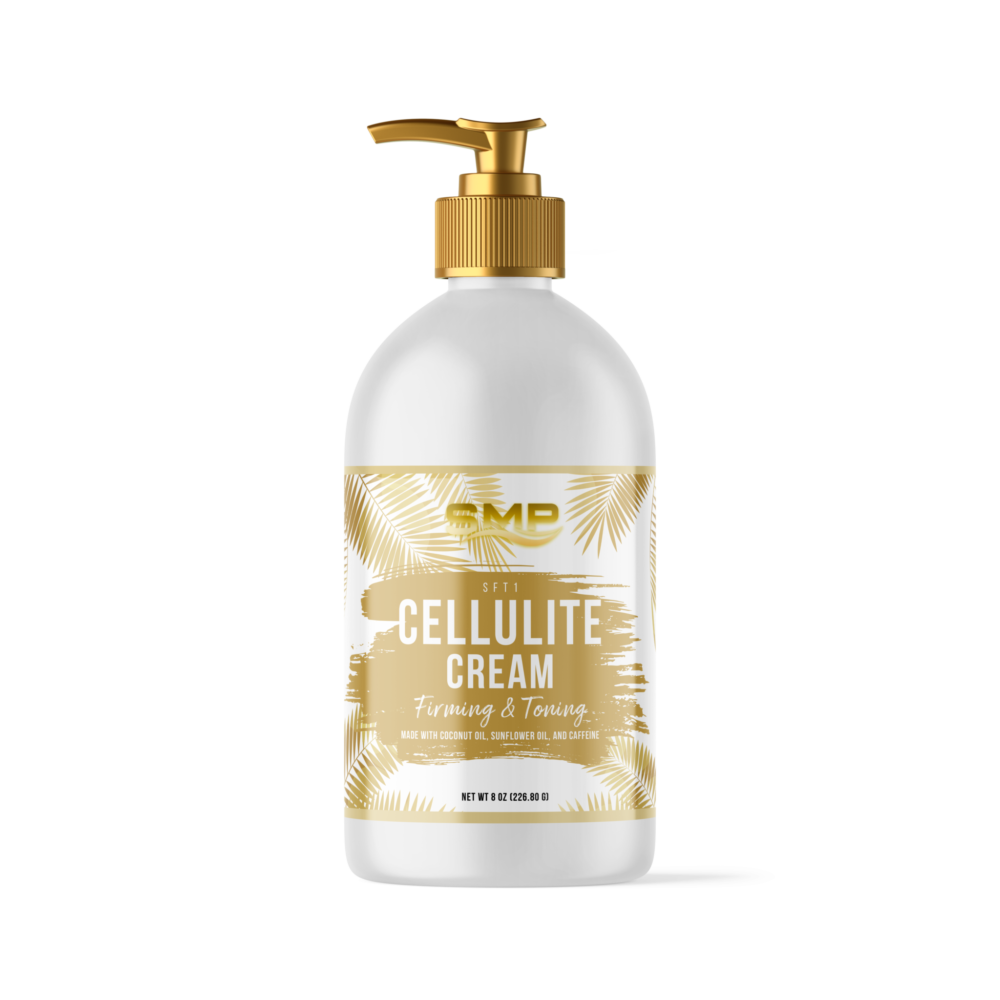 SMP
SFT1
CELLULITE
CREAM
Firming & Toning
MADE WITH COCONUT OIL, SUNFLOWER OIL, AND CAFFEINE
NET WT 8 OZ (226.80 G)